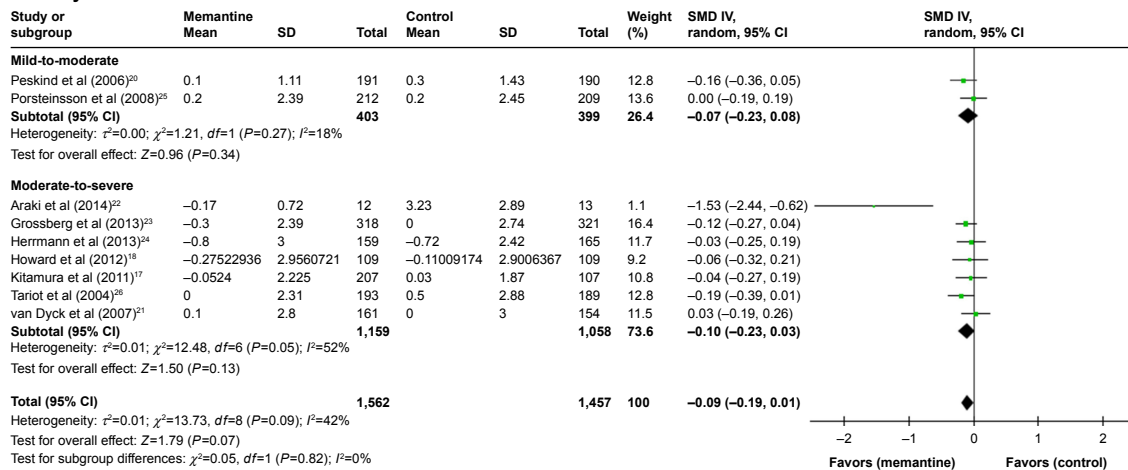 Study or subgroup Memantine Mean SD Total Control Mean SD Total Weight (%) SMD IV, random, 95% CI SMD IV, random, 95% CI
Mild-to-moderate
Peskind et al (2006)²⁰ 0.1 1.11 191 0.3 1.43 190 12.8 –0.16 (–0.36, 0.05)
Porsteinsson et al (2008)²⁵ 0.2 2.39 212 0.2 2.45 209 13.6 0.00 (–0.19, 0.19)
Subtotal (95% CI) 403 399 26.4 –0.07 (–0.23, 0.08)
Heterogeneity: τ²=0.00; χ²=1.21, df=1 (P=0.27); I²=18%
Test for overall effect: Z=0.96 (P=0.34)
Moderate-to-severe
Araki et al (2014)²² –0.17 0.72 12 3.23 2.89 13 1.1 –1.53 (–2.44, –0.62)
Grossberg et al (2013)²³ –0.3 2.39 318 0 2.74 321 16.4 –0.12 (–0.27, 0.04)
Herrmann et al (2013)²⁴ –0.8 3 159 –0.72 2.42 165 11.7 –0.03 (–0.25, 0.19)
Howard et al (2012)¹⁸ –0.27522936 2.9560721 109 –0.11009174 2.9006367 109 9.2 –0.06 (–0.32, 0.21)
Kitamura et al (2011)¹⁷ –0.0524 2.225 207 0.03 1.87 107 10.8 –0.04 (–0.27, 0.19)
Tariot et al (2004)²⁶ 0 2.31 193 0.5 2.88 189 12.8 –0.19 (–0.39, 0.01)
van Dyck et al (2007)²¹ 0.1 2.8 161 0 3 154 11.5 0.03 (–0.19, 0.26)
Subtotal (95% CI) 1,159 1,058 73.6 –0.10 (–0.23, 0.03)
Heterogeneity: τ²=0.01; χ²=12.48, df=6 (P=0.05); I²=52%
Test for overall effect: Z=1.50 (P=0.13)
Total (95% CI) 1,562 1,457 100 –0.09 (–0.19, 0.01)
Heterogeneity: τ²=0.01; χ²=13.73, df=8 (P=0.09); I²=42%
Test for overall effect: Z=1.79 (P=0.07)
Test for subgroup differences: χ²=0.05, df=1 (P=0.82); I²=0%
–2 –1 0 1 2
Favors (memantine) Favors (control)